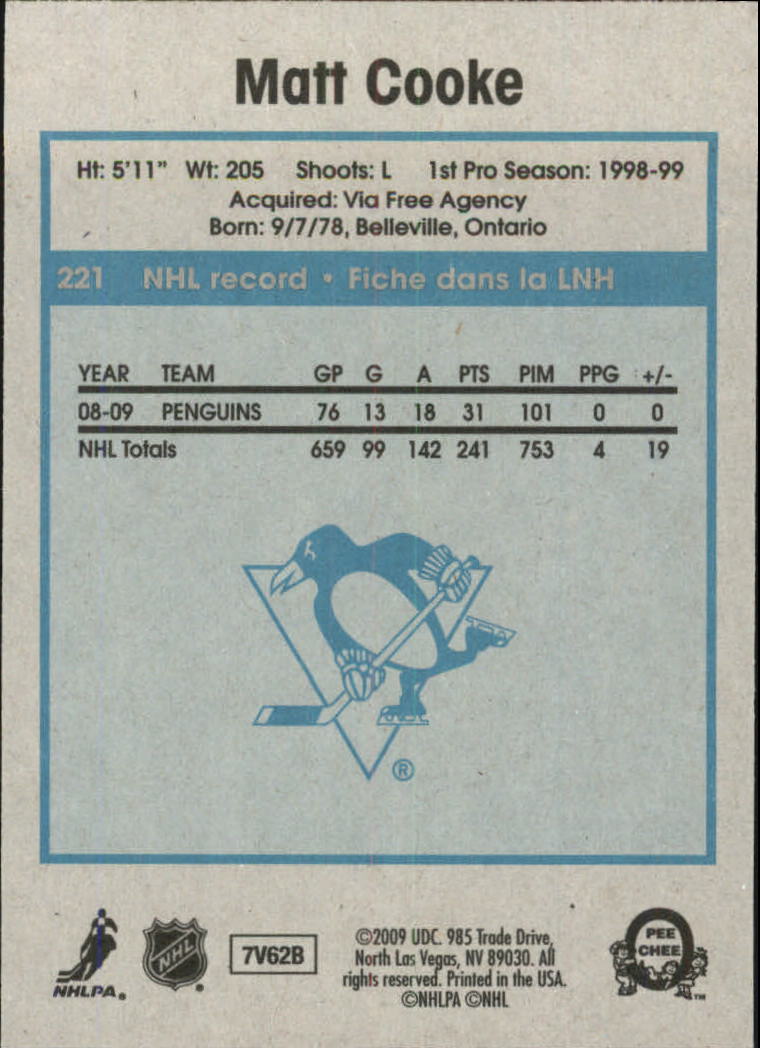 Matt Cooke
Ht: 5'11" Wt: 205 Shoots: L 1st Pro Season: 1998-99
Acquired: Via Free Agency
Born: 9/7/78, Belleville, Ontario
221 NHL record • Fiche dans la LNH
YEAR TEAM GP G A PTS PIM PPG +/-
08-09 PENGUINS 76 13 18 31 101 0 0
NHL Totals 659 99 142 241 753 4 19
®
NHLPA®
NHL®
7V62B
©2009 UDC. 985 Trade Drive,
North Las Vegas, NV 89030. All
rights reserved. Printed in the USA.
©NHLPA ©NHL
O
PEE
CHEE
™